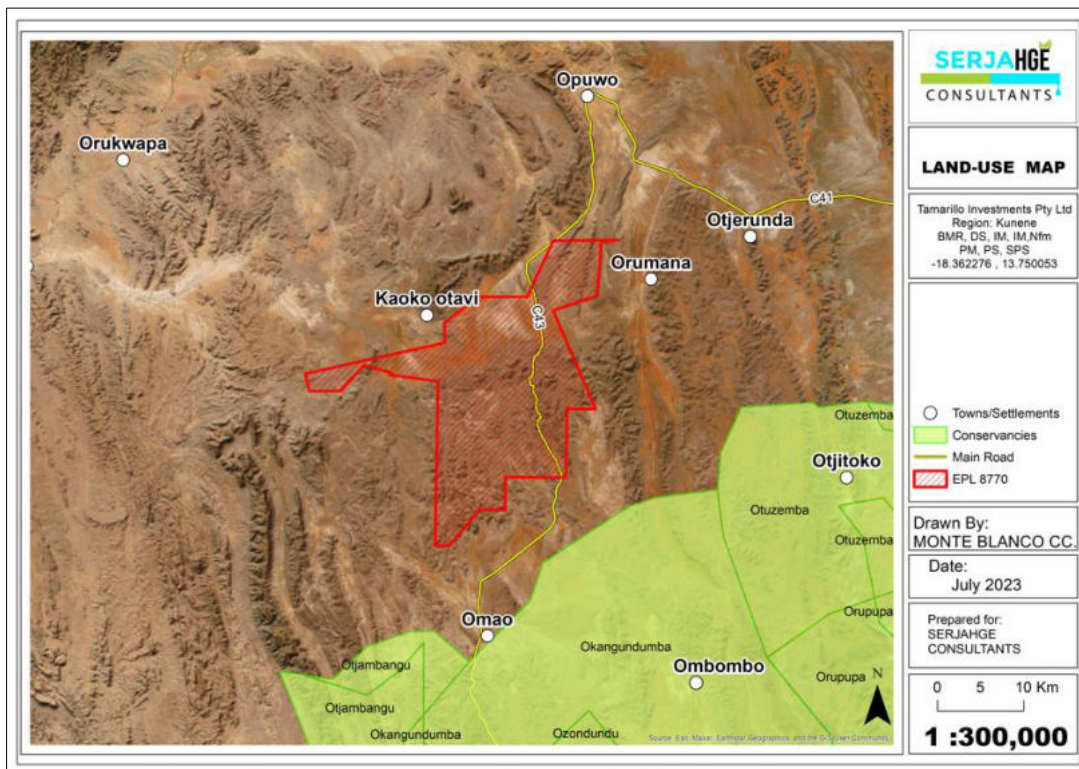 Opuwo
Orukwapa
C41
Otjerunda
Orumana
Kaoko otavi
C43
Otuzemba
Otjitoko
Otuzemba
Otuzemba
Omao
Orupupa
Okangundumba
Otjambangu
Ombombo
Orupupa
Otjambangu
Okangundumba
Ozondundu
N
Source: Esri, Maxar, Earthstar Geographics, and the GIS User Community
SERJAHGE
CONSULTANTS
LAND-USE MAP
Tamarillo Investments Pty Ltd
Region: Kunene
BMR, DS, IM, IM,Nfm
PM, PS, SPS
-18.362276 , 13.750053
Towns/Settlements
Conservancies
Main Road
EPL 8770
Drawn By:
MONTE BLANCO CC.
Date:
July 2023
Prepared for:
SERJAHGE
CONSULTANTS
0 5 10 Km
1 :300,000